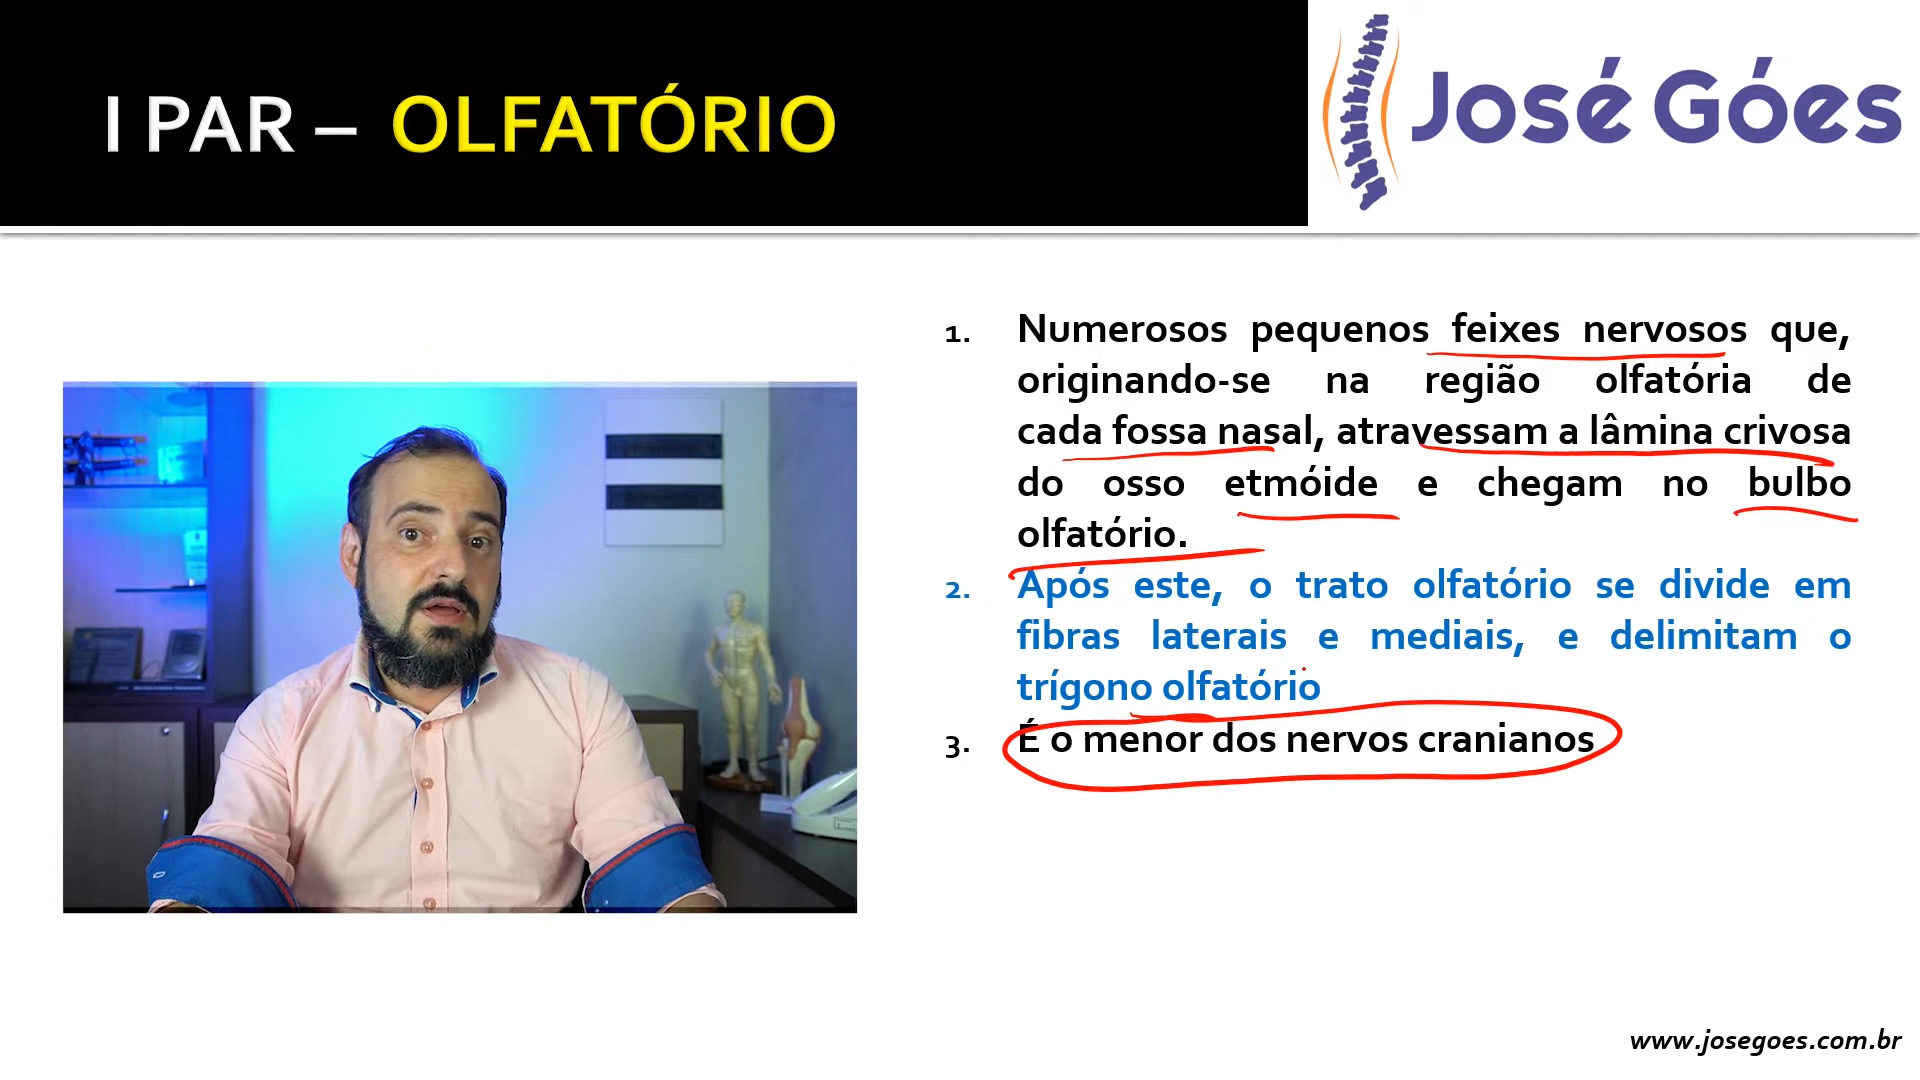 I PAR – OLFATÓRIO
José Góes
1. Numerosos pequenos feixes nervosos que,
originando-se na região olfatória de
cada fossa nasal, atravessam a lâmina crivosa
do osso etmóide e chegam no bulbo
olfatório.
2. Após este, o trato olfatório se divide em
fibras laterais e mediais, e delimitam o
trígono olfatório
3. É o menor dos nervos cranianos
www.josegoes.com.br